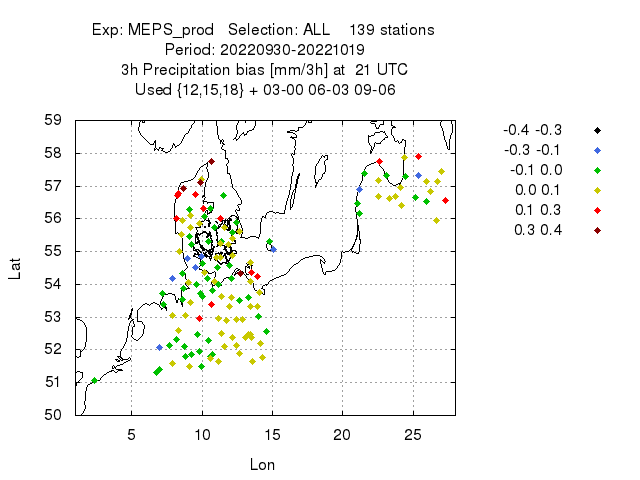 Exp: MEPS_prod Selection: ALL 139 stations
Period: 20220930-20221019
3h Precipitation bias [mm/3h] at 21 UTC
Used {12,15,18} + 03-00 06-03 09-06
59
58
57
56
55
54
53
52
51
50
Lat
5 10 15 20 25
Lon
-0.4 -0.3
-0.3 -0.1
-0.1 0.0
0.0 0.1
0.1 0.3
0.3 0.4